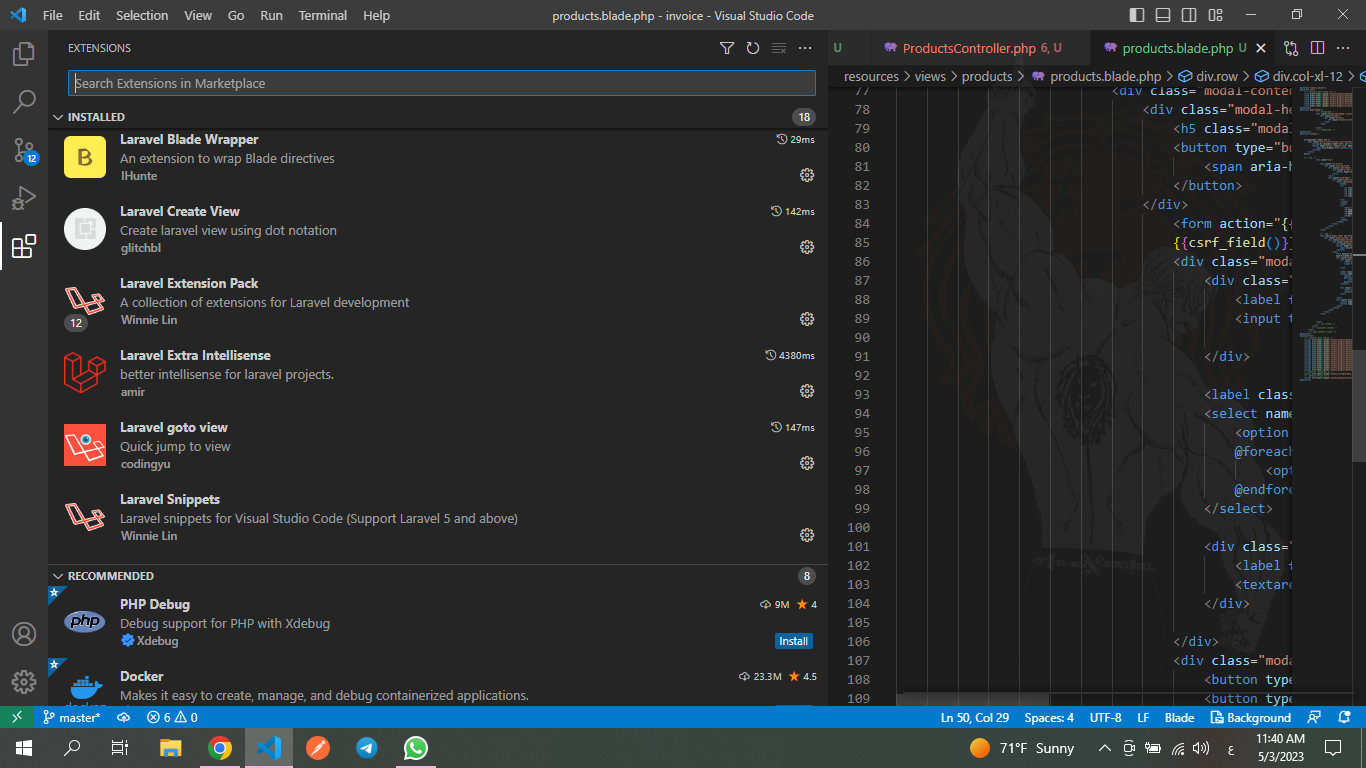 File Edit Selection View Go Run Terminal Help
products.blade.php - invoice - Visual Studio Code
EXTENSIONS
Search Extensions in Marketplace
INSTALLED 18
Laravel Blade Wrapper 29ms
An extension to wrap Blade directives
IHunte
Laravel Create View 142ms
Create laravel view using dot notation
glitchbl
Laravel Extension Pack
A collection of extensions for Laravel development
12
Winnie Lin
Laravel Extra Intellisense 4380ms
better intellisense for laravel projects.
amir
Laravel goto view 147ms
Quick jump to view
codingyu
Laravel Snippets
Laravel snippets for Visual Studio Code (Support Laravel 5 and above)
Winnie Lin
RECOMMENDED 8
PHP Debug 9M 4
php
Debug support for PHP with Xdebug
Xdebug Install
Docker 23.3M 4.5
Makes it easy to create, manage, and debug containerized applications.
12
B
U ProductsController.php 6, U products.blade.php U
resources > views > products > products.blade.php > div.row > div.col-xl-12 >
77 <div class="modal-conten
78 <div class="modal-he
79 <h5 class="modal
80 <button type="bu
81 <span aria-h
82 </button>
83 </div>
84 <form action="{{
85 {{csrf_field()}}
86 <div class="moda
87 <div class="
88 <label f
89 <input t
90
91 </div>
92
93 <label clas
94 <select name
95 <option
96 @foreach
97 <opt
98 @endfore
99 </select>
100
101 <div class="
102 <label f
103 <textare
104 </div>
105
106 </div>
107 <div class="moda
108 <button type
109 <button type
master* 6 0
Ln 50, Col 29 Spaces: 4 UTF-8 LF Blade Background
71°F Sunny
ع
11:40 AM
5/3/2023